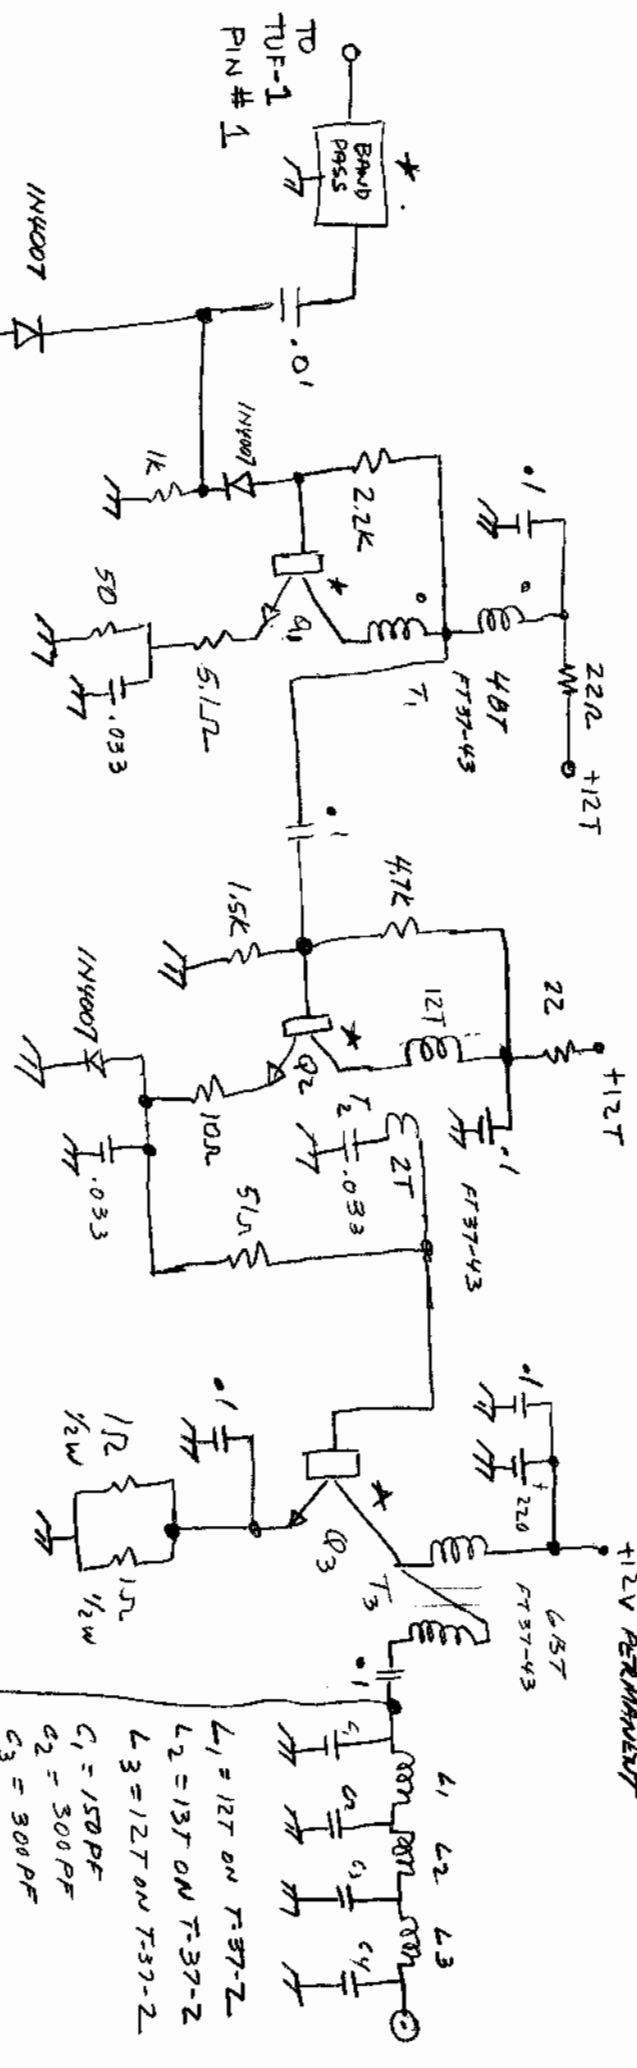 TO
TUF-1
PIN # 1
BAND
PASS
*
.01
1N4007
1N4007
1K
2.2K
.1
22Ω
+12T
4BT
FT37-43
T1
*
Q1
5.1Ω
50
.033
.1
4.7K
1.5K
22
+12T
12T
.1
FT37-43
*
Q2
T2
2T
.033
10Ω
1N4007
.033
51Ω
.1
220
+
+12V PERMANENT
6BT
FT37-43
*
Q3
T3
.1
1Ω
1/2W
1Ω
1/2W
.1
L1
L2
L3
C1
C2
C3
C4
L1 = 12T ON T-37-2
L2 = 13T ON T-37-2
L3 = 12T ON T-37-2
C1 = 150PF
C2 = 300PF
C3 = 300PF